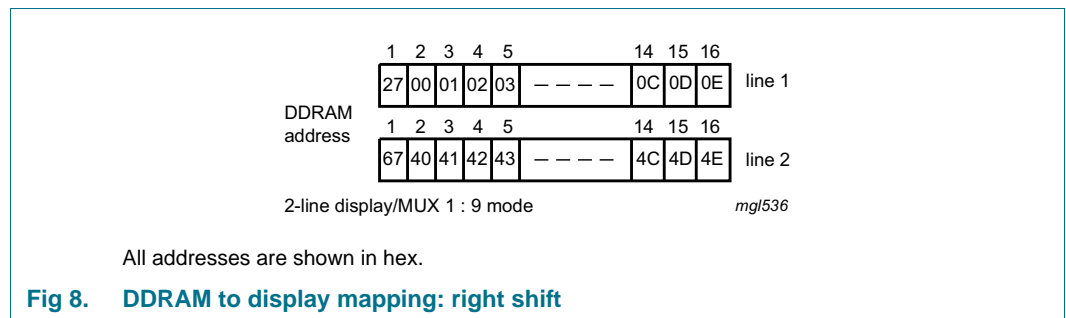 1 2 3 4 5 14 15 16
27 00 01 02 03 ———— 0C 0D 0E line 1
DDRAM
address
1 2 3 4 5 14 15 16
67 40 41 42 43 ———— 4C 4D 4E line 2
2-line display/MUX 1 : 9 mode mgl536
All addresses are shown in hex.
Fig 8. DDRAM to display mapping: right shift